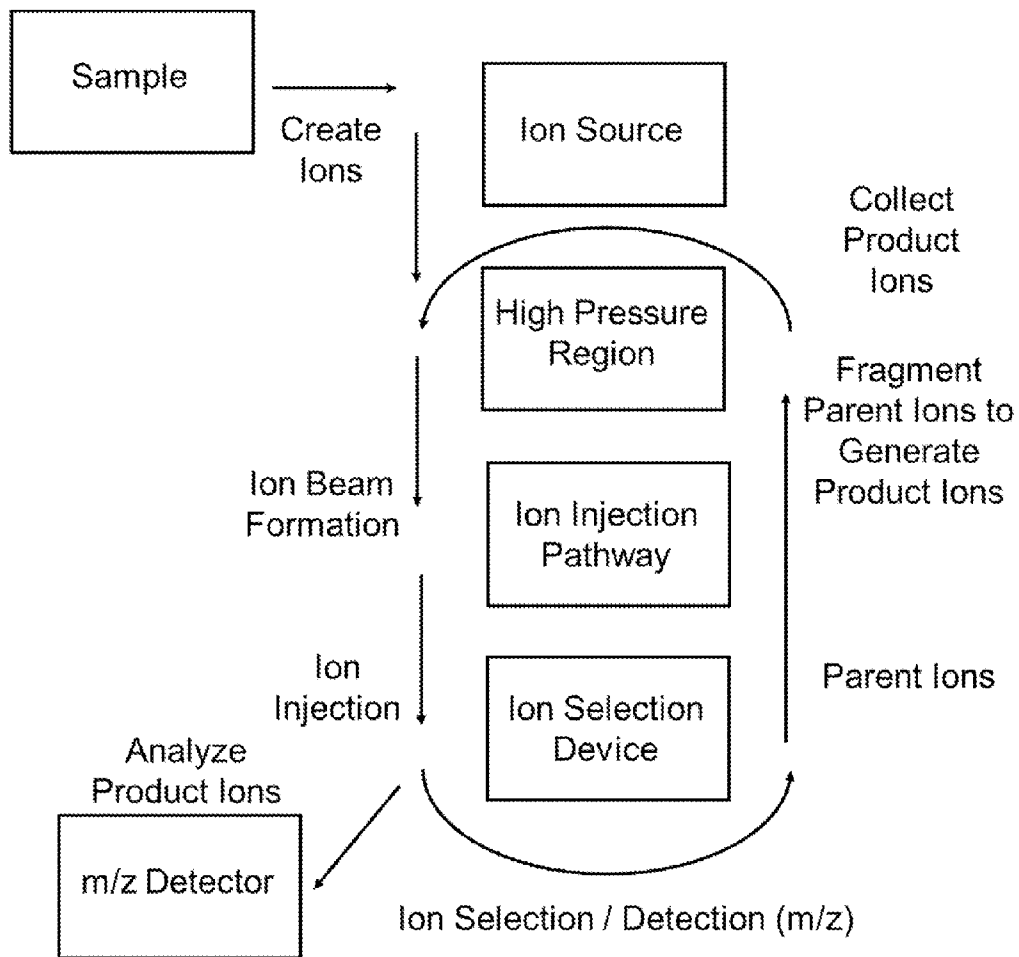 Sample
Create
Ions
Ion Source
Collect
Product
Ions
High Pressure
Region
Fragment
Parent Ions to
Generate
Product Ions
Ion Beam
Formation
Ion Injection
Pathway
Ion
Injection
Ion Selection
Device
Parent Ions
Analyze
Product Ions
m/z Detector
Ion Selection / Detection (m/z)